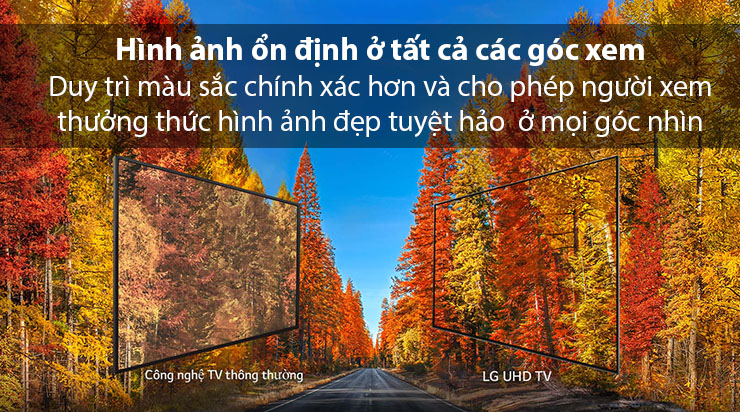 Hình ảnh ổn định ở tất cả các góc xem
Duy trì màu sắc chính xác hơn và cho phép người xem
thưởng thức hình ảnh đẹp tuyệt hảo ở mọi góc nhìn
Công nghệ TV thông thường
LG UHD TV